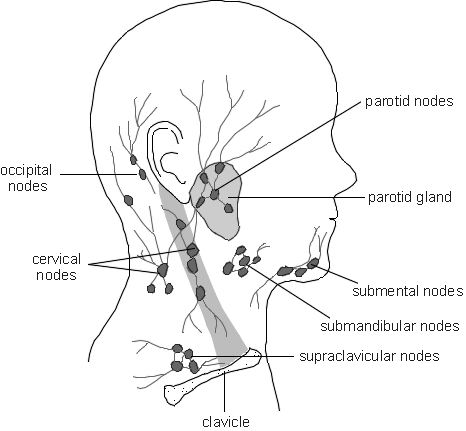 parotid nodes
occipital
nodes
parotid gland
cervical
nodes
submental nodes
submandibular nodes
supraclavicular nodes
clavicle